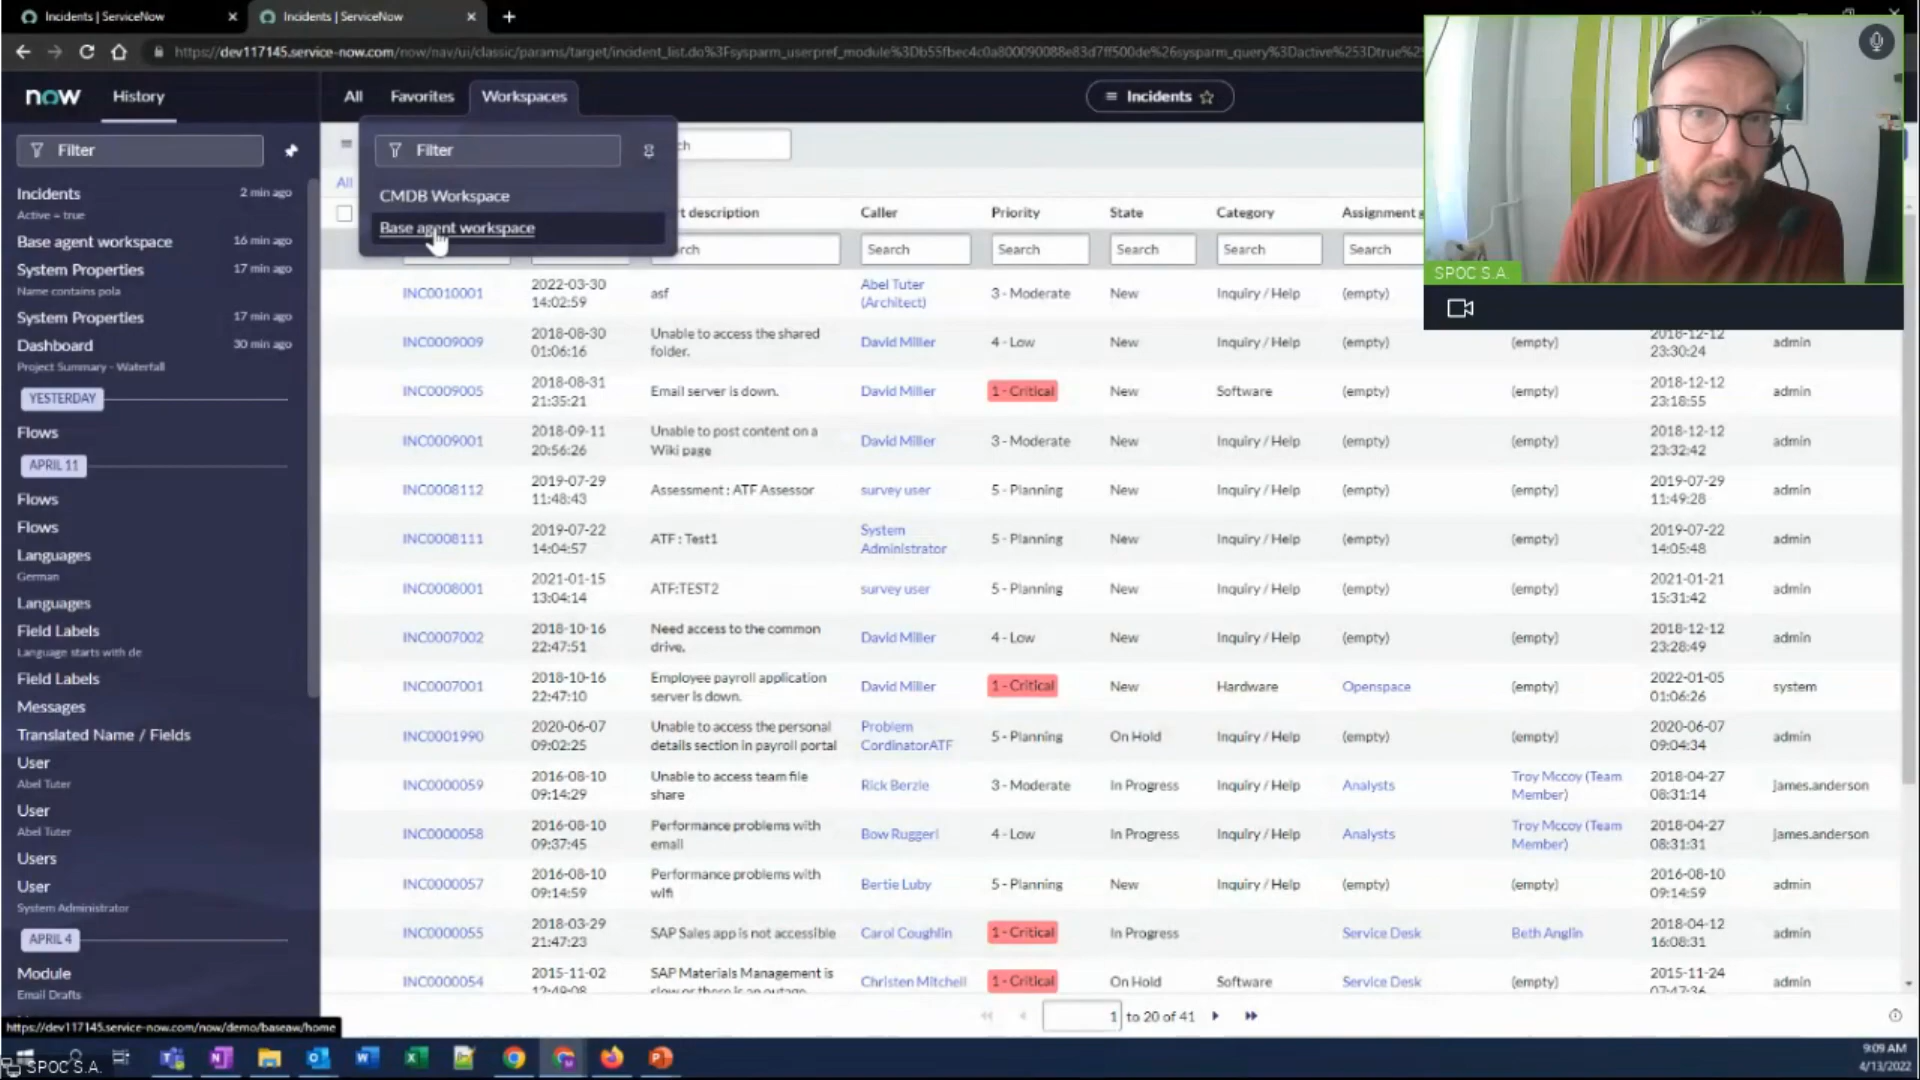 Incidents | ServiceNow
Incidents | ServiceNow
https://dev117145.service-now.com/now/nav/ui/classic/params/target/incident_list.do%3Fsysparm_userpref_module%3Db55fbec4c0a800090088e83d7ff500de%26sysparm_query%3Dactive%253Dtrue%
now
History
All
Favorites
Workspaces
Incidents
Filter
Filter
CMDB Workspace
Base agent workspace
Incidents
2 min ago
Active = true
Base agent workspace
16 min ago
System Properties
17 min ago
Name contains pola
System Properties
17 min ago
Dashboard
30 min ago
Project Summary - Waterfall
YESTERDAY
Flows
APRIL 11
Flows
Flows
Languages
German
Languages
Field Labels
Language starts with de
Field Labels
Messages
Translated Name / Fields
User
Abel Tuter
User
Abel Tuter
Users
User
System Administrator
APRIL 4
Module
Email Drafts
All
description Caller Priority State Category Assignment
Search Search Search Search Search
INC0010001 2022-03-30 14:02:59 asf Abel Tuter (Architect) 3 - Moderate New Inquiry / Help (empty)
INC0009009 2018-08-30 01:06:16 Unable to access the shared folder. David Miller 4 - Low New Inquiry / Help (empty) (empty) 2018-12-12 23:30:24 admin
INC0009005 2018-08-31 21:35:21 Email server is down. David Miller 1 - Critical New Software (empty) (empty) 2018-12-12 23:18:55 admin
INC0009001 2018-09-11 20:56:26 Unable to post content on a Wiki page David Miller 3 - Moderate New Inquiry / Help (empty) (empty) 2018-12-12 23:32:42 admin
INC0008112 2019-07-29 11:48:43 Assessment : ATF Assessor survey user 5 - Planning New Inquiry / Help (empty) (empty) 2019-07-29 11:49:28 admin
INC0008111 2019-07-22 14:04:57 ATF : Test1 System Administrator 5 - Planning New Inquiry / Help (empty) (empty) 2019-07-22 14:05:48 admin
INC0008001 2021-01-15 13:04:14 ATF:TEST2 survey user 5 - Planning New Inquiry / Help (empty) (empty) 2021-01-21 15:31:42 admin
INC0007002 2018-10-16 22:47:51 Need access to the common drive. David Miller 4 - Low New Inquiry / Help (empty) (empty) 2018-12-12 23:28:49 admin
INC0007001 2018-10-16 22:47:10 Employee payroll application server is down. David Miller 1 - Critical New Hardware Openspace (empty) 2022-01-05 01:06:26 system
INC0001990 2020-06-07 09:02:25 Unable to access the personal details section in payroll portal Problem CordinatorATF 5 - Planning On Hold Inquiry / Help (empty) (empty) 2020-06-07 09:04:34 admin
INC0000059 2016-08-10 09:14:29 Unable to access team file share Rick Berzle 3 - Moderate In Progress Inquiry / Help Analysts Troy Mccoy (Team Member) 2018-04-27 08:31:14 james.anderson
INC0000058 2016-08-10 09:37:45 Performance problems with email Bow Ruggeri 4 - Low In Progress Inquiry / Help Analysts Troy Mccoy (Team Member) 2018-04-27 08:31:31 james.anderson
INC0000057 2016-08-10 09:14:59 Performance problems with wifi Bertie Luby 5 - Planning New Inquiry / Help (empty) (empty) 2016-08-10 09:14:59 admin
INC0000055 2018-03-29 21:47:23 SAP Sales app is not accessible Carol Coughlin 1 - Critical In Progress Service Desk Beth Anglin 2018-04-12 16:08:31 admin
INC0000054 2015-11-02 12:49:08 SAP Materials Management is slow or there is an outage Christen Mitchell 1 - Critical On Hold Software Service Desk (empty) 2015-11-24 07:47:36 admin
1 to 20 of 41
https://dev117145.service-now.com/now/demo/baseaw/home
SPOC S.A.
SPOC S.A.
9:09 AM
4/13/2022